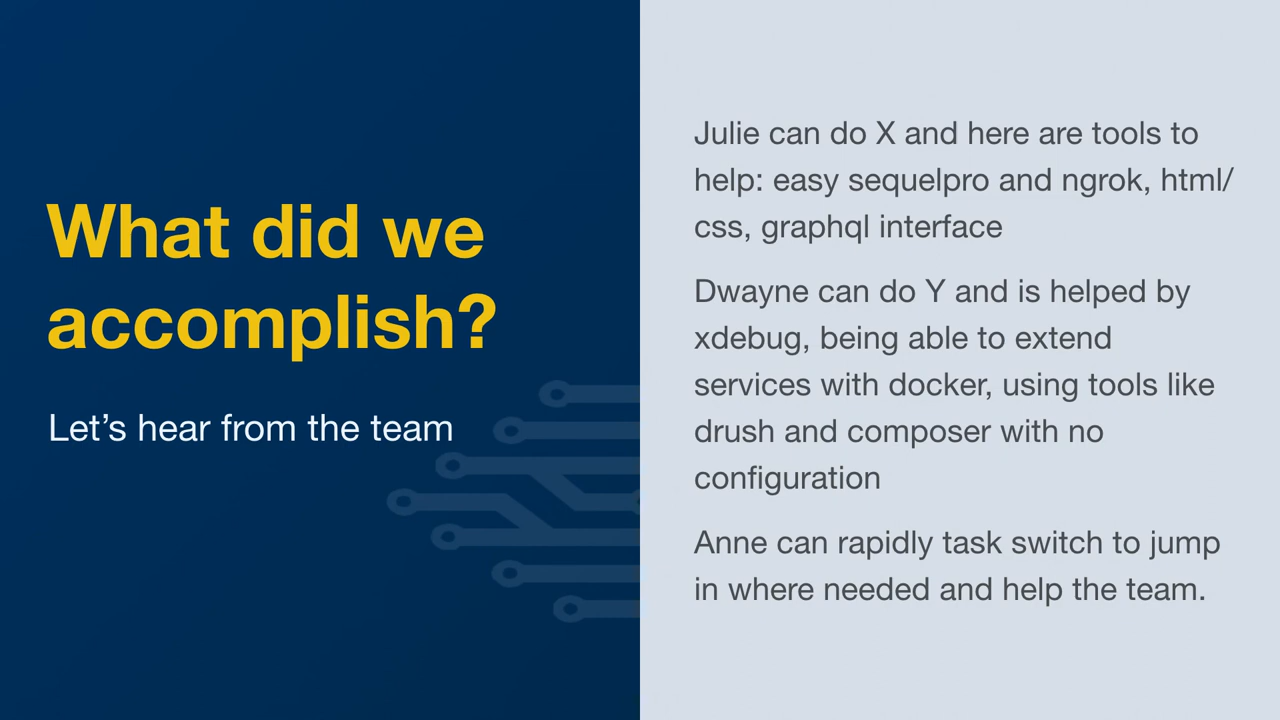 What did we
accomplish?
Let’s hear from the team
Julie can do X and here are tools to
help: easy sequelpro and ngrok, html/
css, graphql interface
Dwayne can do Y and is helped by
xdebug, being able to extend
services with docker, using tools like
drush and composer with no
configuration
Anne can rapidly task switch to jump
in where needed and help the team.